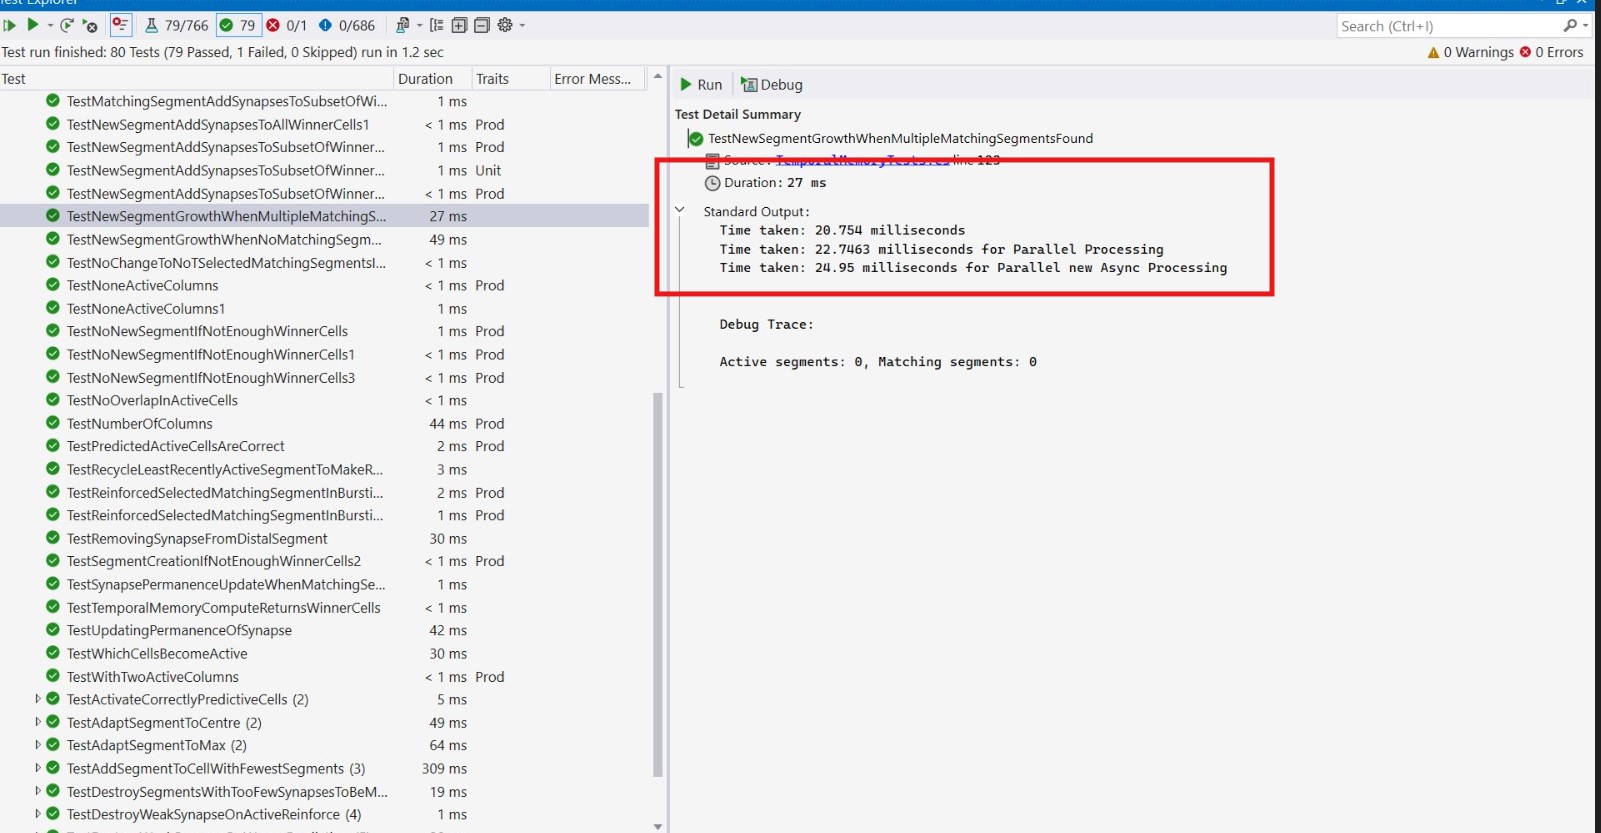 Test Explorer
79/766 79 0/1 0/686
Search (Ctrl+I)
Test run finished: 80 Tests (79 Passed, 1 Failed, 0 Skipped) run in 1.2 sec
0 Warnings 0 Errors
Test Duration Traits Error Mess...
TestMatchingSegmentAddSynapsesToSubsetOfWi... 1 ms
TestNewSegmentAddSynapsesToAllWinnerCells1 < 1 ms Prod
TestNewSegmentAddSynapsesToSubsetOfWinner... 1 ms Prod
TestNewSegmentAddSynapsesToSubsetOfWinner... 1 ms Unit
TestNewSegmentAddSynapsesToSubsetOfWinner... < 1 ms Prod
TestNewSegmentGrowthWhenMultipleMatchingS... 27 ms
TestNewSegmentGrowthWhenNoMatchingSegm... 49 ms
TestNoChangeToNoTSelectedMatchingSegmentsI... < 1 ms
TestNoneActiveColumns < 1 ms Prod
TestNoneActiveColumns1 1 ms
TestNoNewSegmentIfNotEnoughWinnerCells 1 ms Prod
TestNoNewSegmentIfNotEnoughWinnerCells1 < 1 ms Prod
TestNoNewSegmentIfNotEnoughWinnerCells3 < 1 ms Prod
TestNoOverlapInActiveCells < 1 ms
TestNumberOfColumns 44 ms Prod
TestPredictedActiveCellsAreCorrect 2 ms Prod
TestRecycleLeastRecentlyActiveSegmentToMakeR... 3 ms
TestReinforcedSelectedMatchingSegmentInBursti... 2 ms Prod
TestReinforcedSelectedMatchingSegmentInBursti... 1 ms Prod
TestRemovingSynapseFromDistalSegment 30 ms
TestSegmentCreationIfNotEnoughWinnerCells2 < 1 ms Prod
TestSynapsePermanenceUpdateWhenMatchingSe... 1 ms
TestTemporalMemoryComputeReturnsWinnerCells < 1 ms
TestUpdatingPermanenceOfSynapse 42 ms
TestWhichCellsBecomeActive 30 ms
TestWithTwoActiveColumns < 1 ms Prod
TestActivateCorrectlyPredictiveCells (2) 5 ms
TestAdaptSegmentToCentre (2) 49 ms
TestAdaptSegmentToMax (2) 64 ms
TestAddSegmentToCellWithFewestSegments (3) 309 ms
TestDestroySegmentsWithTooFewSynapsesToBeM... 19 ms
TestDestroyWeakSynapseOnActiveReinforce (4) 1 ms
Run Debug
Test Detail Summary
TestNewSegmentGrowthWhenMultipleMatchingSegmentsFound
Source: TemporalMemoryTests.cs line 123
Duration: 27 ms
Standard Output:
Time taken: 20.754 milliseconds
Time taken: 22.7463 milliseconds for Parallel Processing
Time taken: 24.95 milliseconds for Parallel new Async Processing
Debug Trace:
Active segments: 0, Matching segments: 0